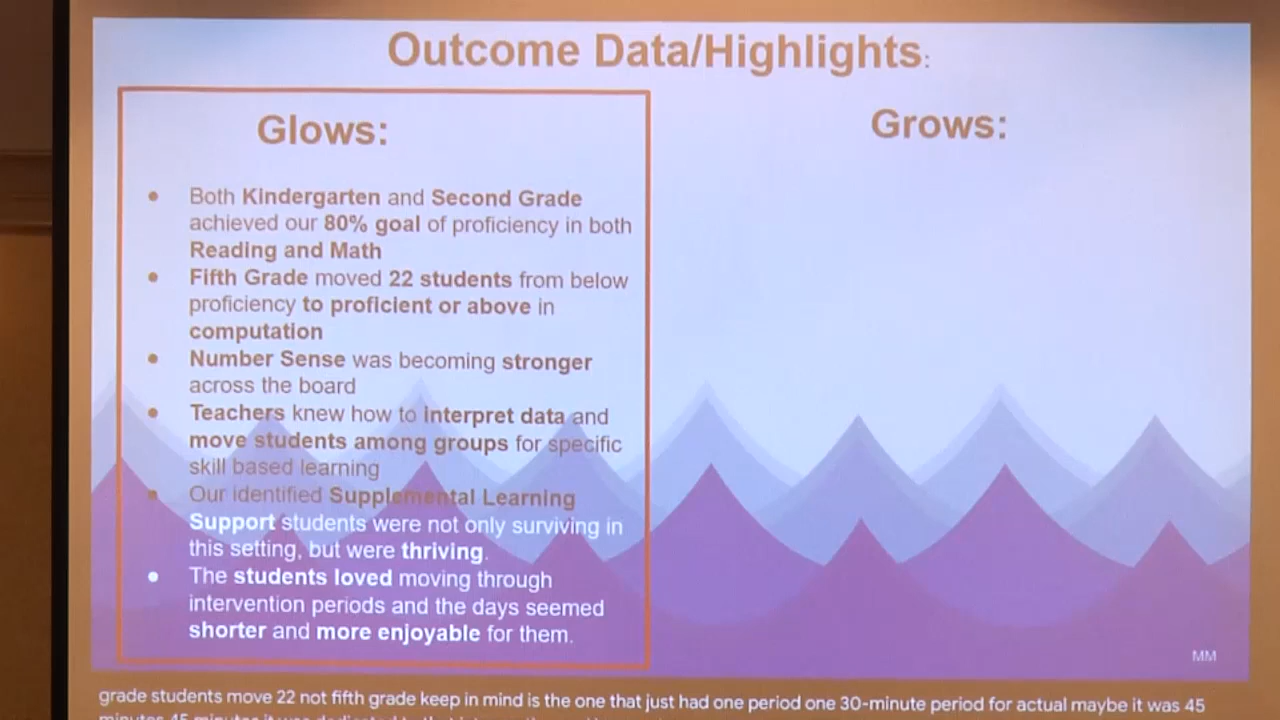 Outcome Data/Highlights:
Glows:
Both Kindergarten and Second Grade
achieved our 80% goal of proficiency in both
Reading and Math
Fifth Grade moved 22 students from below
proficiency to proficient or above in
computation
Number Sense was becoming stronger
across the board
Teachers knew how to interpret data and
move students among groups for specific
skill based learning
Our identified Supplemental Learning
Support students were not only surviving in
this setting, but were thriving.
The students loved moving through
intervention periods and the days seemed
shorter and more enjoyable for them.
Grows:
MM
grade students move 22 not fifth grade keep in mind is the one that just had one period one 30-minute period for actual maybe it was 45